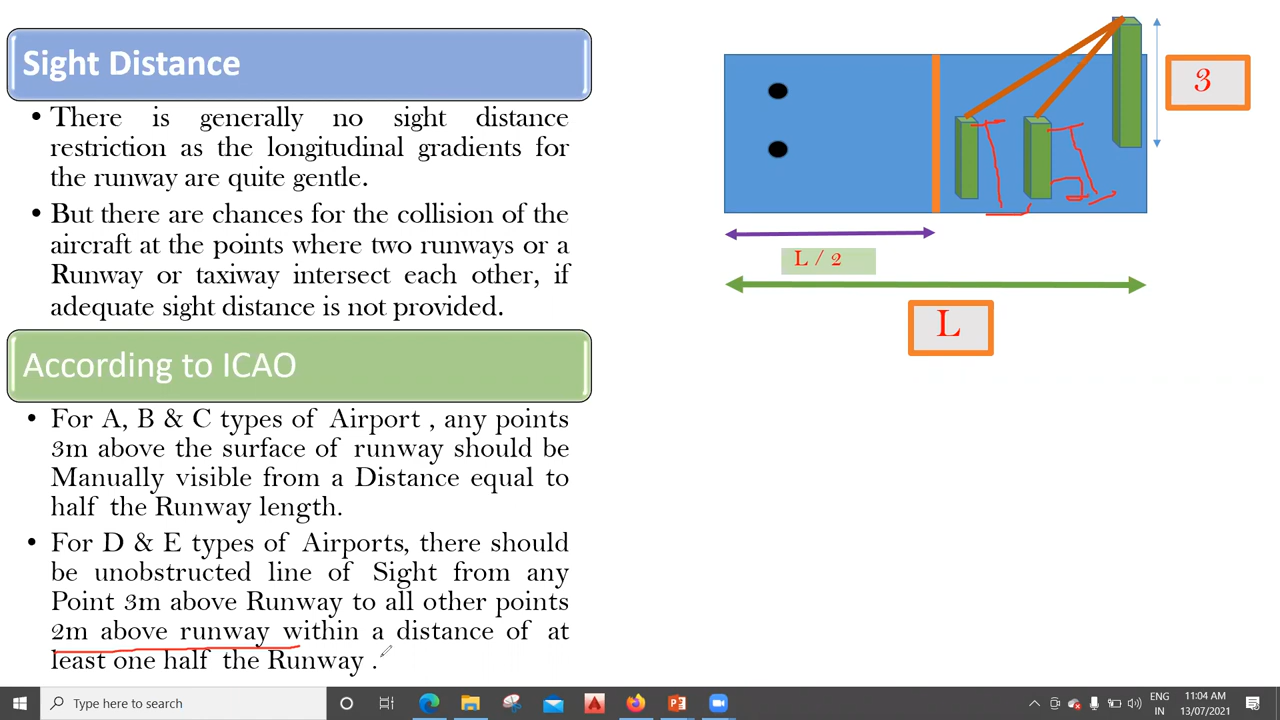 Sight Distance
• There is generally no sight distance
restriction as the longitudinal gradients for
the runway are quite gentle.
• But there are chances for the collision of the
aircraft at the points where two runways or a
Runway or taxiway intersect each other, if
adequate sight distance is not provided.
According to ICAO
• For A, B & C types of Airport , any points
3m above the surface of runway should be
Manually visible from a Distance equal to
half the Runway length.
• For D & E types of Airports, there should
be unobstructed line of Sight from any
Point 3m above Runway to all other points
2m above runway within a distance of at
least one half the Runway .
3
2
L / 2
L
Type here to search
ENG
IN
11:04 AM
13/07/2021